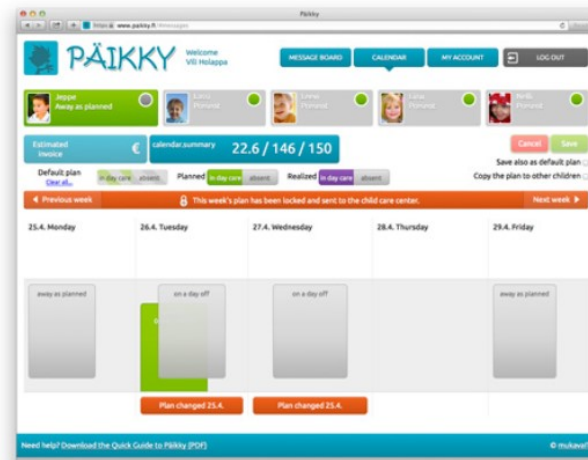 Päikky
www.paikky.fi
PÄIKKY
Welcome
Vili Holappa
MESSAGE BOARD
CALENDAR
MY ACCOUNT
LOG OUT
Jeppe
Away as planned
Estimated
Invoice
€
calendar.summary
22.6 / 146 / 150
Cancel
Save
Save also as default plan
Default plan
Clear all...
in day care
absent
Planned
in day care
absent
Realized
in day care
absent
Copy the plan to other children
Previous week
This week's plan has been locked and sent to the child care center.
Next week
25.4. Monday
26.4. Tuesday
27.4. Wednesday
28.4. Thursday
29.4. Friday
away as planned
on a day off
on a day off
away as planned
Plan changed 25.4.
Plan changed 25.4.
Need help? Download the Quick Guide to Päikky (PDF)
© mukava